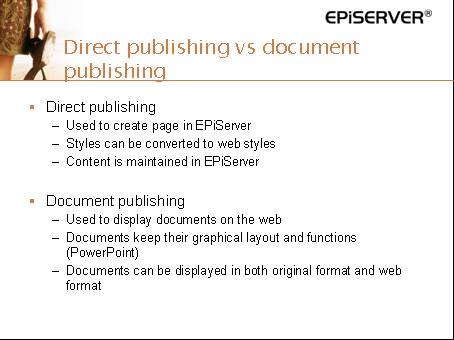 EPiSERVER®
Direct publishing vs document
publishing
▪ Direct publishing
– Used to create page in EPiServer
– Styles can be converted to web styles
– Content is maintained in EPiServer
▪ Document publishing
– Used to display documents on the web
– Documents keep their graphical layout and functions
(PowerPoint)
– Documents can be displayed in both original format and web
format